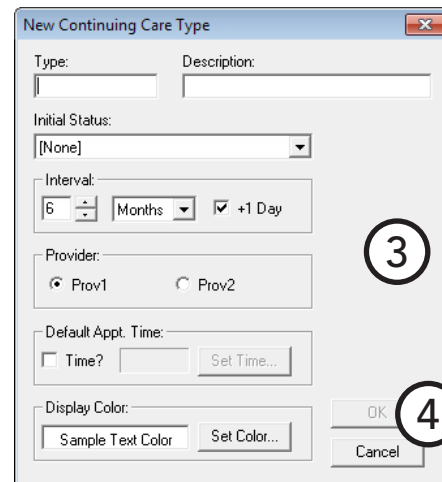 New Continuing Care Type
Type: Description:
Initial Status:
[None]
Interval:
6 Months +1 Day
3
Provider:
Prov1 Prov2
Default Appt. Time:
Time? Set Time...
Display Color:
Sample Text Color Set Color...
OK 4
Cancel